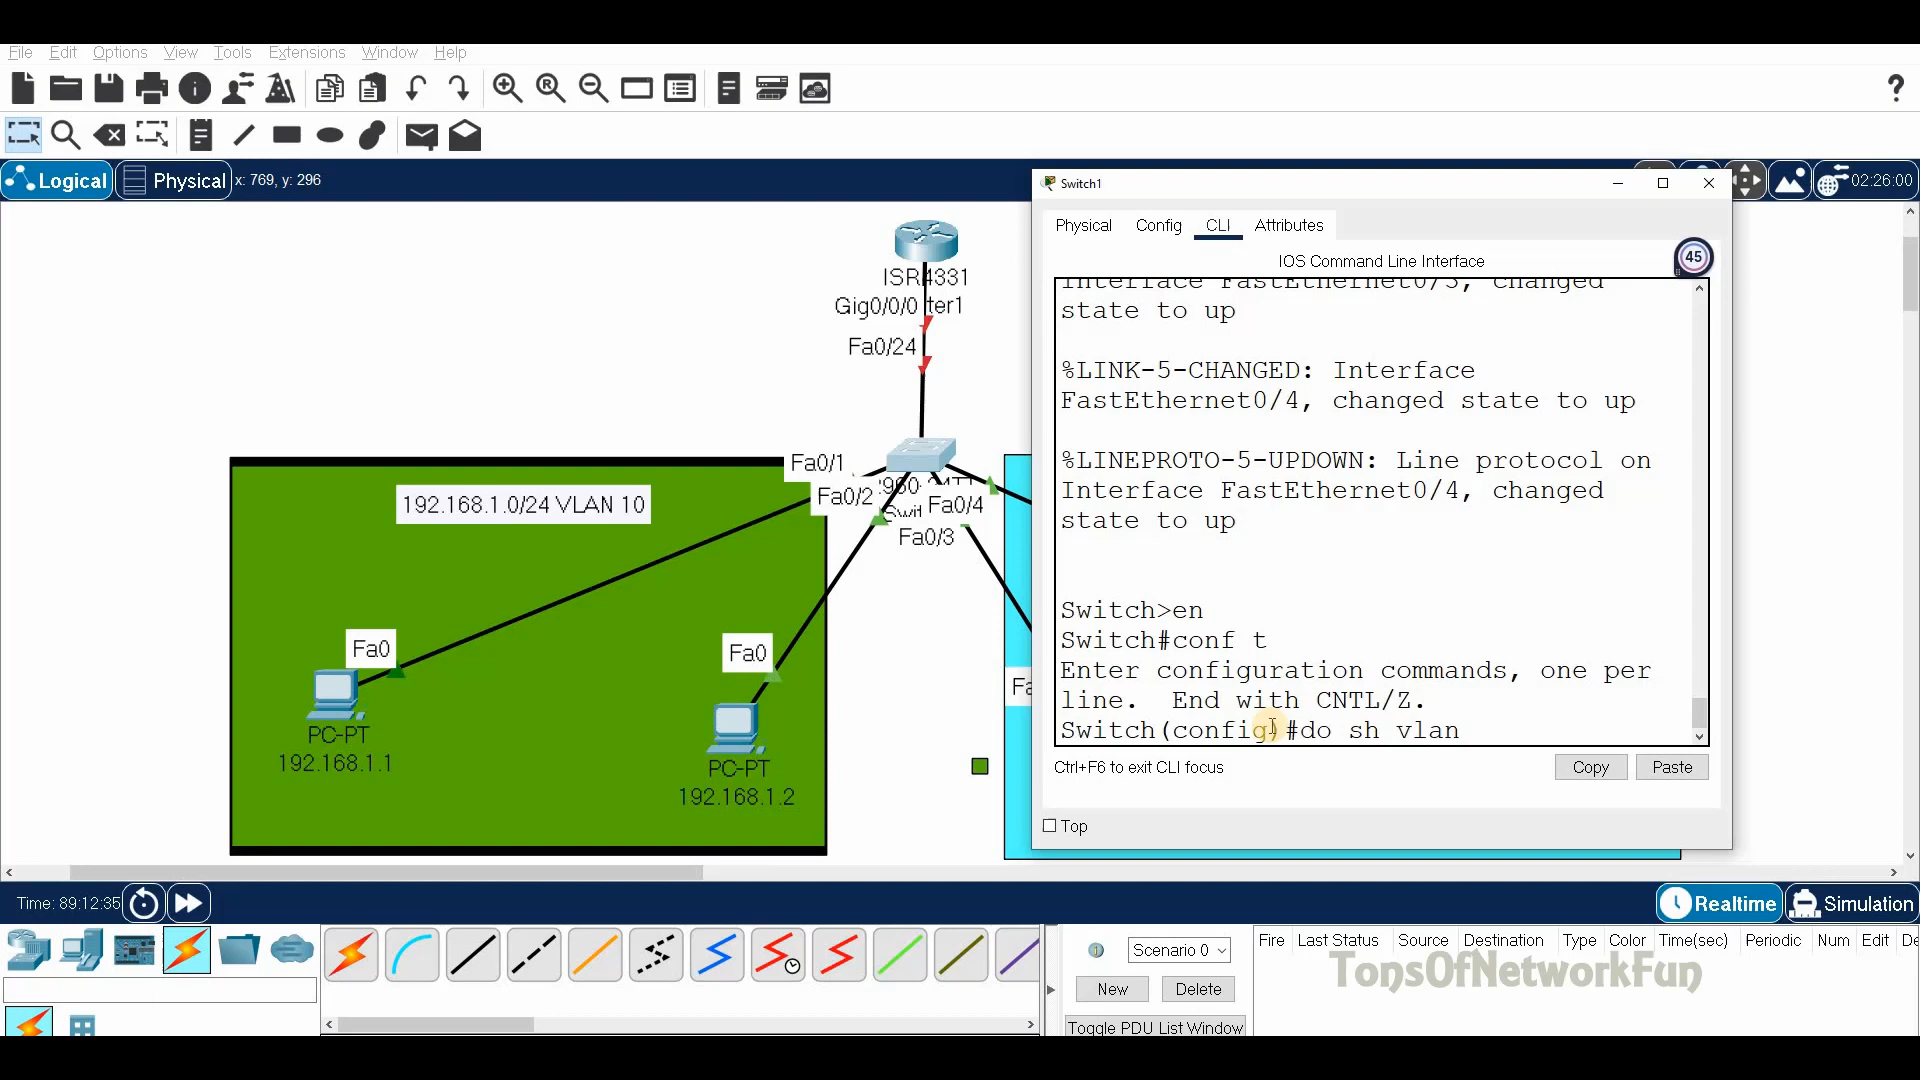 File Edit Options View Tools Extensions Window Help
Logical Physical x: 769, y: 296
02:26:00
Switch1
Physical Config CLI Attributes
IOS Command Line Interface
45
Interface FastEthernet0/3, changed
state to up
%LINK-5-CHANGED: Interface
FastEthernet0/4, changed state to up
%LINEPROTO-5-UPDOWN: Line protocol on
Interface FastEthernet0/4, changed
state to up
Switch>en
Switch#conf t
Enter configuration commands, one per
line. End with CNTL/Z.
Switch(config)#do sh vlan
Ctrl+F6 to exit CLI focus
Copy Paste
Top
ISR4331
Gig0/0/0
Fa0/24
Fa0/1
Fa0/2
Fa0/4
Fa0/3
192.168.1.0/24 VLAN 10
Fa0
PC-PT
192.168.1.1
Fa0
PC-PT
192.168.1.2
Time: 89:12:35
Realtime Simulation
Scenario 0
New Delete
Toggle PDU List Window
Fire Last Status Source Destination Type Color Time(sec) Periodic Num Edit
TonsOfNetworkFun